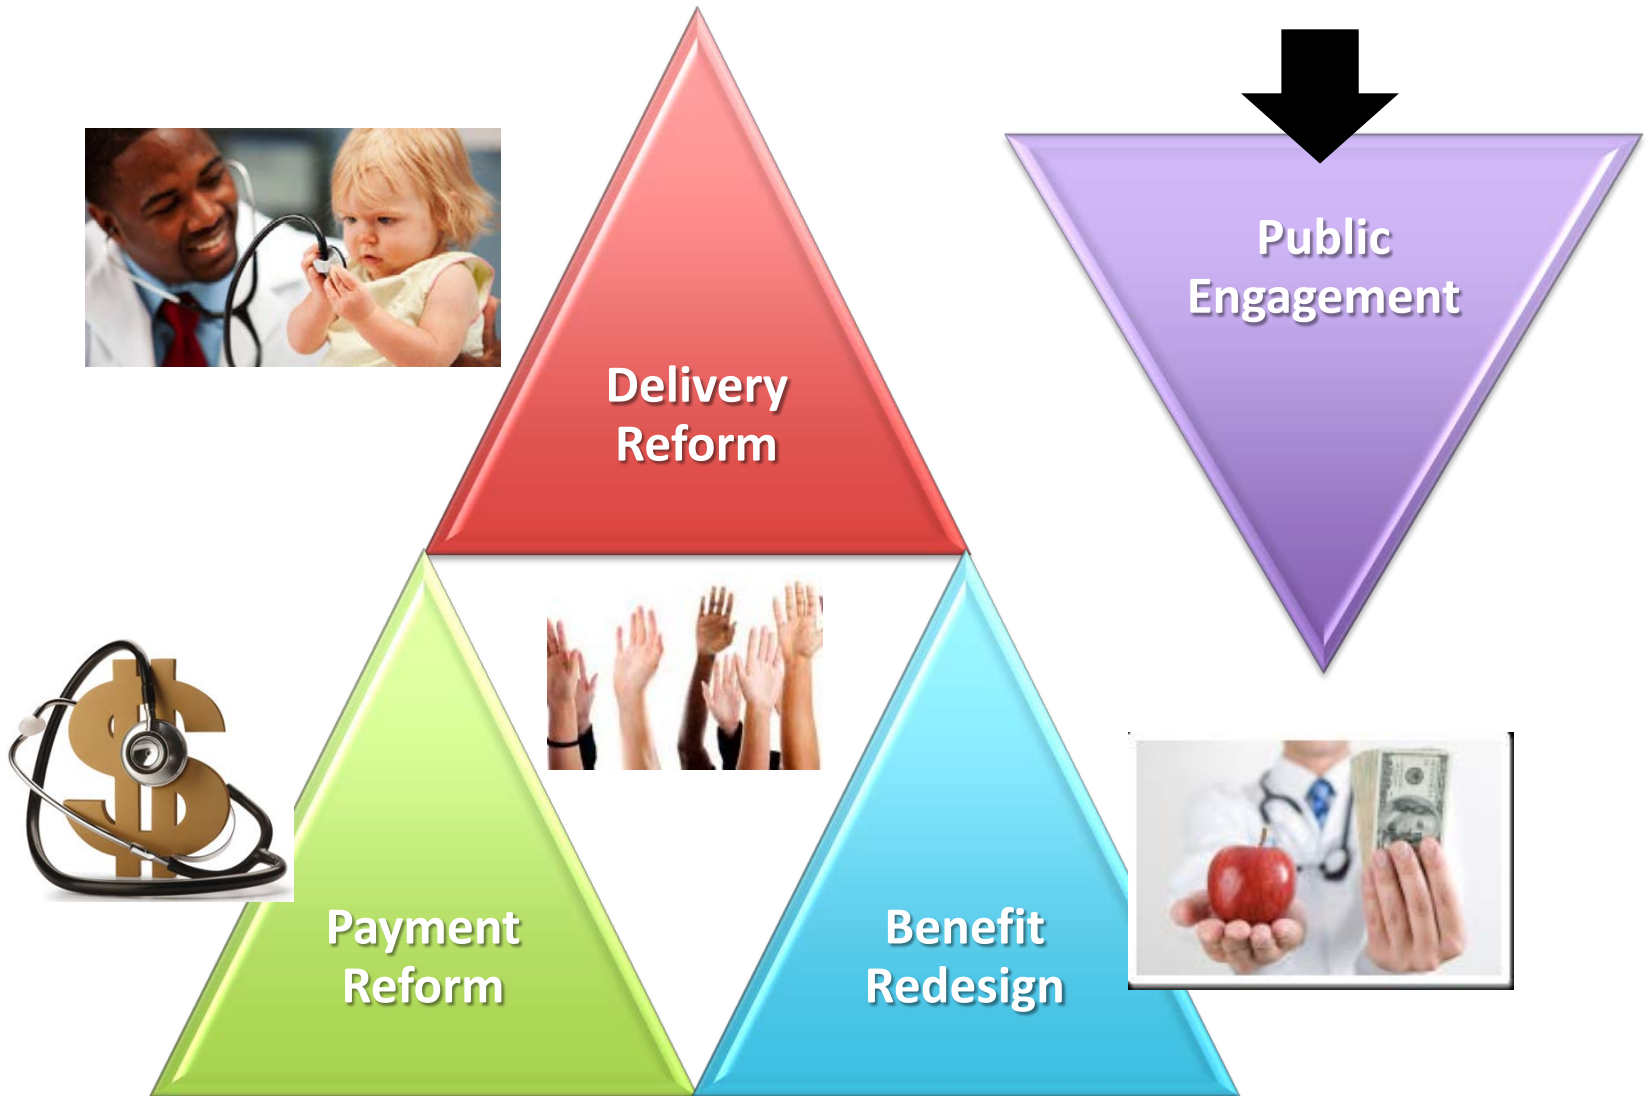 Public
Engagement
Delivery
Reform
Payment
Reform
Benefit
Redesign